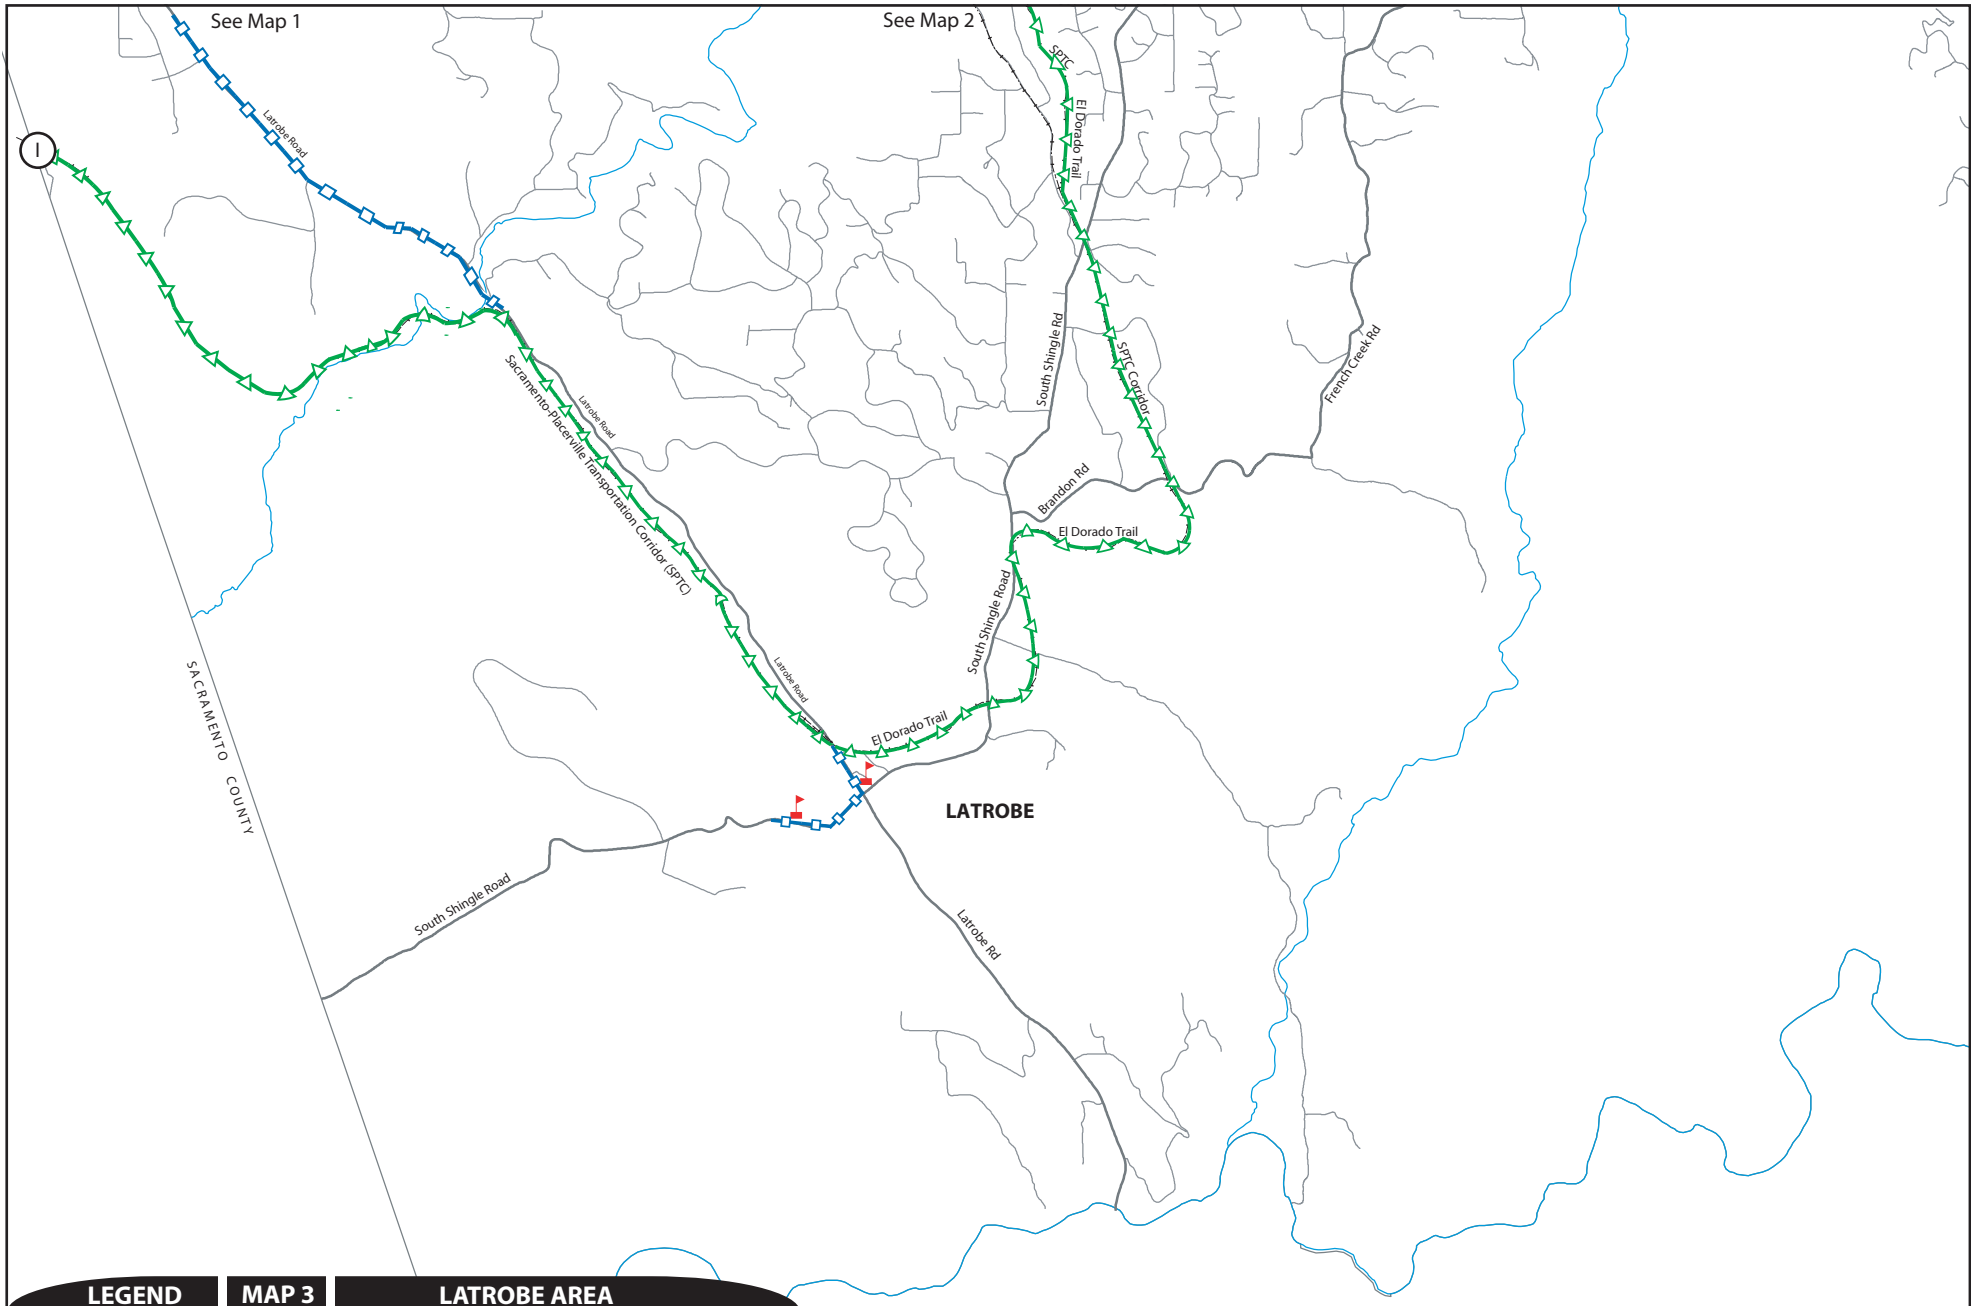 See Map 1
See Map 2
SPTC
El Dorado Trail
Latrobe Road
I
South Shingle Rd
SPTC Corridor
French Creek Rd
Sacramento-Placerville Transportation Corridor (SPTC)
Latrobe Road
Brandon Rd
El Dorado Trail
South Shingle Road
Latrobe Road
El Dorado Trail
SACRAMENTO COUNTY
LATROBE
South Shingle Road
Latrobe Rd
LEGEND
MAP 3
LATROBE AREA